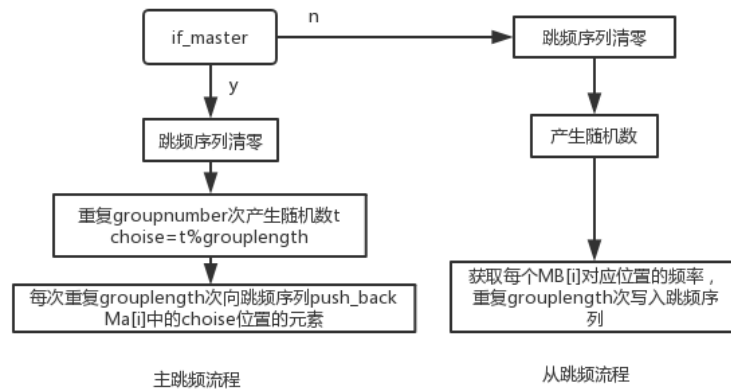 if_master
n
y
跳频序列清零
重复groupnumber次产生随机数t
choise=t%grouplength
每次重复grouplength次向跳频序列push_back
Ma[i]中的choise位置的元素
主跳频流程
跳频序列清零
产生随机数
获取每个MB[i]对应位置的频率，
重复grouplength次写入跳频序
列
从跳频流程